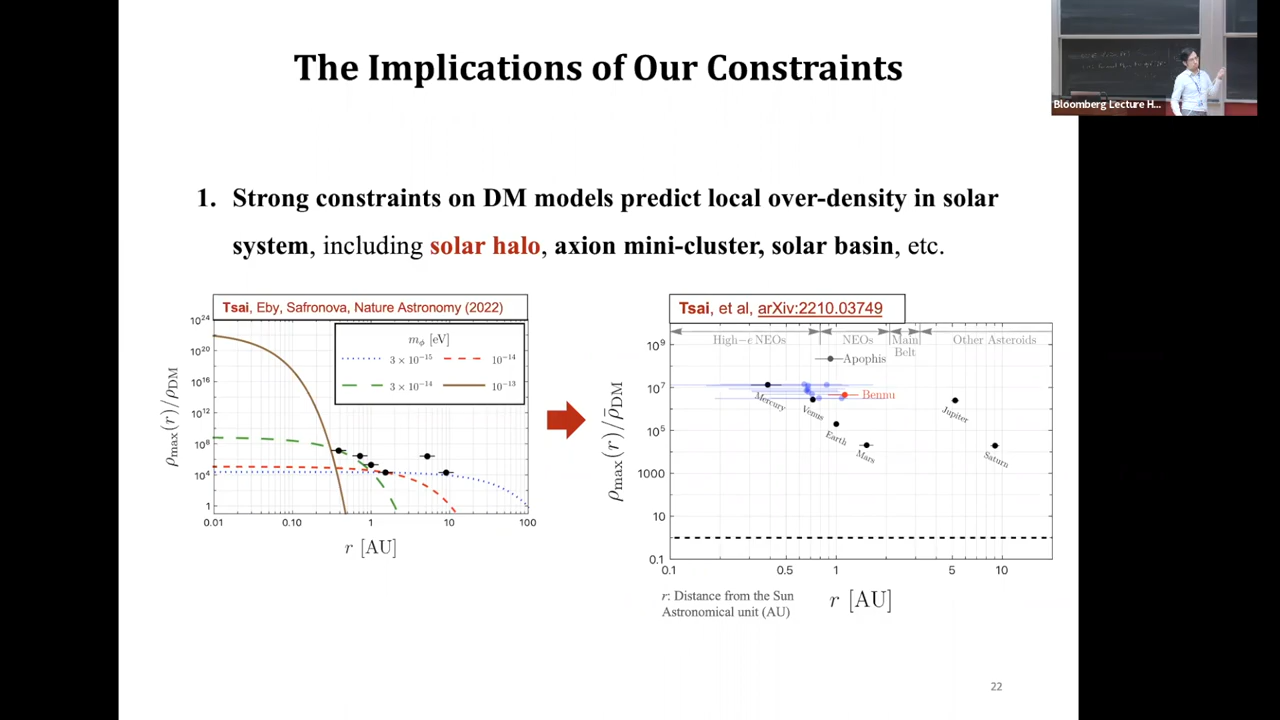 The Implications of Our Constraints
Bloomberg Lecture H...
1. Strong constraints on DM models predict local over-density in solar
system, including solar halo, axion mini-cluster, solar basin, etc.
Tsai, Eby, Safronova, Nature Astronomy (2022)
10²⁴
10²⁰
10¹⁶
10¹²
10⁸
10⁴
1
ρmax(r)/ρDM
mϕ [eV]
3 × 10⁻¹⁵
10⁻¹⁴
3 × 10⁻¹⁴
10⁻¹³
0.01
0.10
1
10
100
r [AU]
Tsai, et al, arXiv:2210.03749
High-e NEOs
NEOs
Main
Belt
Other Asteroids
10⁹
10⁷
10⁵
1000
10
0.1
ρmax(r)/ρ̄DM
Apophis
Bennu
Mercury
Venus
Earth
Mars
Jupiter
Saturn
0.1
0.5
1
5
10
r: Distance from the Sun
Astronomical unit (AU)
r [AU]
22